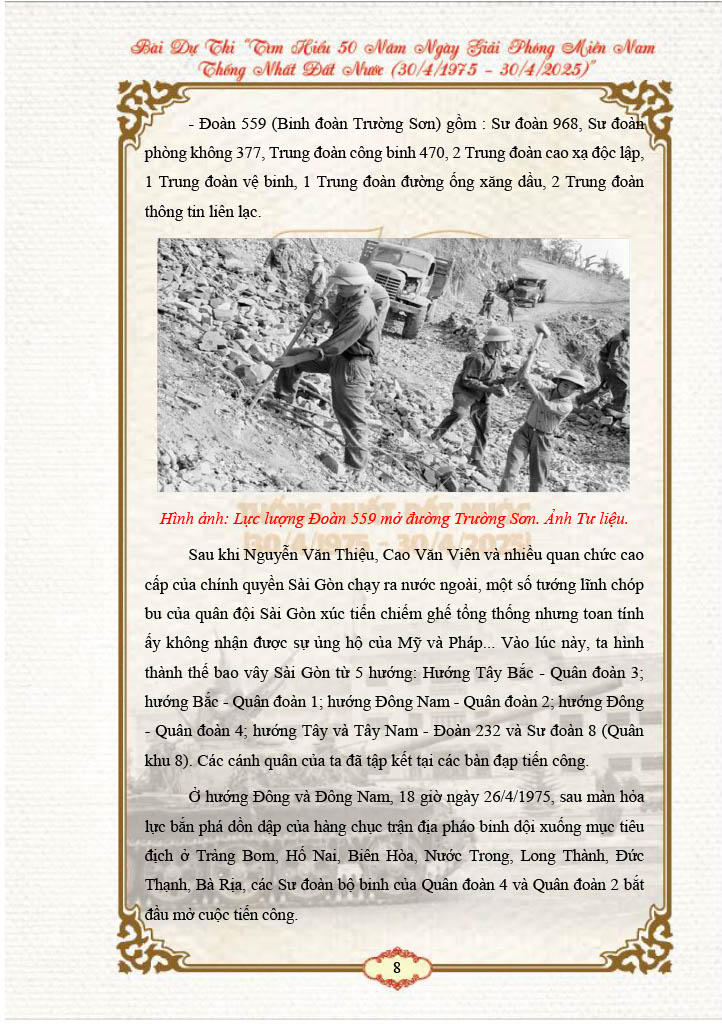 Bài Dự Thi “Tìm Hiểu 50 Năm Ngày Giải Phóng Miền Nam
Thống Nhất Đất Nước (30/4/1975 – 30/4/2025)”
- Đoàn 559 (Binh đoàn Trường Sơn) gồm : Sư đoàn 968, Sư đoàn
phòng không 377, Trung đoàn công binh 470, 2 Trung đoàn cao xạ độc lập,
1 Trung đoàn vệ binh, 1 Trung đoàn đường ống xăng dầu, 2 Trung đoàn
thông tin liên lạc.
Hình ảnh: Lực lượng Đoàn 559 mở đường Trường Sơn. Ảnh Tư liệu.
THỐNG NHẤT ĐẤT NƯỚC
(30/4/1975 - 30/4/2025)
Sau khi Nguyễn Văn Thiệu, Cao Văn Viên và nhiều quan chức cao
cấp của chính quyền Sài Gòn chạy ra nước ngoài, một số tướng lĩnh chóp
bu của quân đội Sài Gòn xúc tiến chiếm ghế tổng thống nhưng toan tính
ấy không nhận được sự ủng hộ của Mỹ và Pháp... Vào lúc này, ta hình
thành thế bao vây Sài Gòn từ 5 hướng: Hướng Tây Bắc - Quân đoàn 3;
hướng Bắc - Quân đoàn 1; hướng Đông Nam - Quân đoàn 2; hướng Đông
- Quân đoàn 4; hướng Tây và Tây Nam - Đoàn 232 và Sư đoàn 8 (Quân
khu 8). Các cánh quân của ta đã tập kết tại các bàn đạp tiến công.
Ở hướng Đông và Đông Nam, 18 giờ ngày 26/4/1975, sau màn hỏa
lực bắn phá dồn dập của hàng chục trận địa pháo binh dội xuống mục tiêu
địch ở Trảng Bom, Hố Nai, Biên Hòa, Nước Trong, Long Thành, Đức
Thạnh, Bà Rịa, các Sư đoàn bộ binh của Quân đoàn 4 và Quân đoàn 2 bắt
đầu mở cuộc tiến công.
8